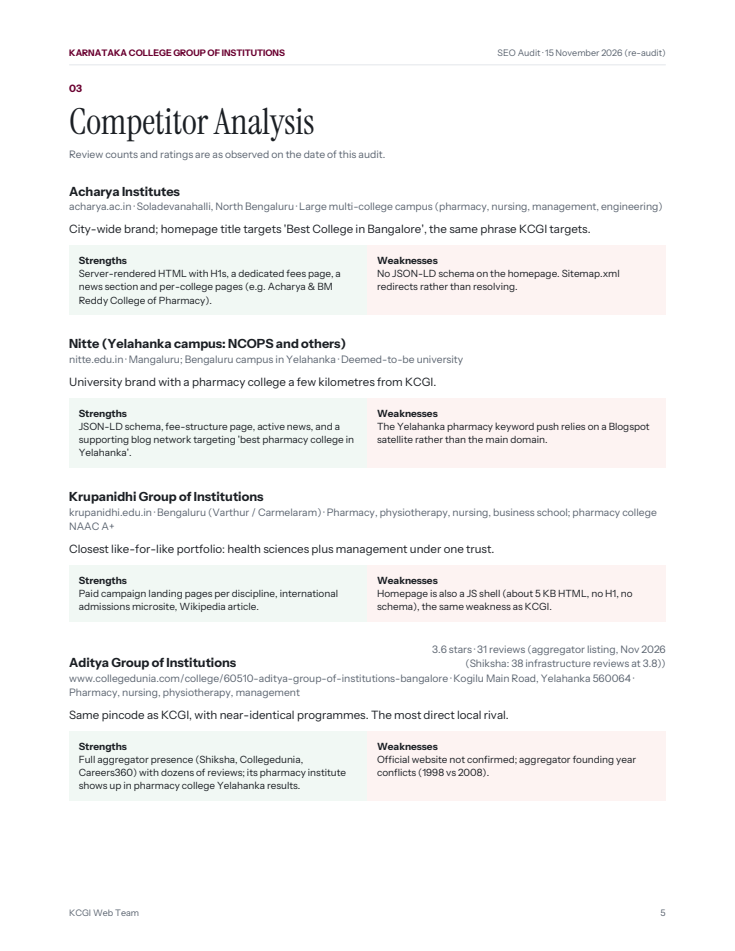 KARNATAKA COLLEGE GROUP OF INSTITUTIONS
SEO Audit · 15 November 2026 (re-audit)
03
Competitor Analysis
Review counts and ratings are as observed on the date of this audit.
Acharya Institutes
acharya.ac.in · Soladevanahalli, North Bengaluru · Large multi-college campus (pharmacy, nursing, management, engineering)
City-wide brand; homepage title targets 'Best College in Bangalore', the same phrase KCGI targets.
Strengths
Server-rendered HTML with H1s, a dedicated fees page, a
news section and per-college pages (e.g. Acharya & BM
Reddy College of Pharmacy).
Weaknesses
No JSON-LD schema on the homepage. Sitemap.xml
redirects rather than resolving.
Nitte (Yelahanka campus: NCOPS and others)
nitte.edu.in · Mangaluru; Bengaluru campus in Yelahanka · Deemed-to-be university
University brand with a pharmacy college a few kilometres from KCGI.
Strengths
JSON-LD schema, fee-structure page, active news, and a
supporting blog network targeting 'best pharmacy college in
Yelahanka'.
Weaknesses
The Yelahanka pharmacy keyword push relies on a Blogspot
satellite rather than the main domain.
Krupanidhi Group of Institutions
krupanidhi.edu.in · Bengaluru (Varthur / Carmelaram) · Pharmacy, physiotherapy, nursing, business school; pharmacy college
NAAC A+
Closest like-for-like portfolio: health sciences plus management under one trust.
Strengths
Paid campaign landing pages per discipline, international
admissions microsite, Wikipedia article.
Weaknesses
Homepage is also a JS shell (about 5 KB HTML, no H1, no
schema), the same weakness as KCGI.
Aditya Group of Institutions
3.6 stars · 31 reviews (aggregator listing, Nov 2026
(Shiksha: 38 infrastructure reviews at 3.8))
www.collegedunia.com/college/60510-aditya-group-of-institutions-bangalore · Kogilu Main Road, Yelahanka 560064 ·
Pharmacy, nursing, physiotherapy, management
Same pincode as KCGI, with near-identical programmes. The most direct local rival.
Strengths
Full aggregator presence (Shiksha, Collegedunia,
Careers360) with dozens of reviews; its pharmacy institute
shows up in pharmacy college Yelahanka results.
Weaknesses
Official website not confirmed; aggregator founding year
conflicts (1998 vs 2008).
KCGI Web Team
5